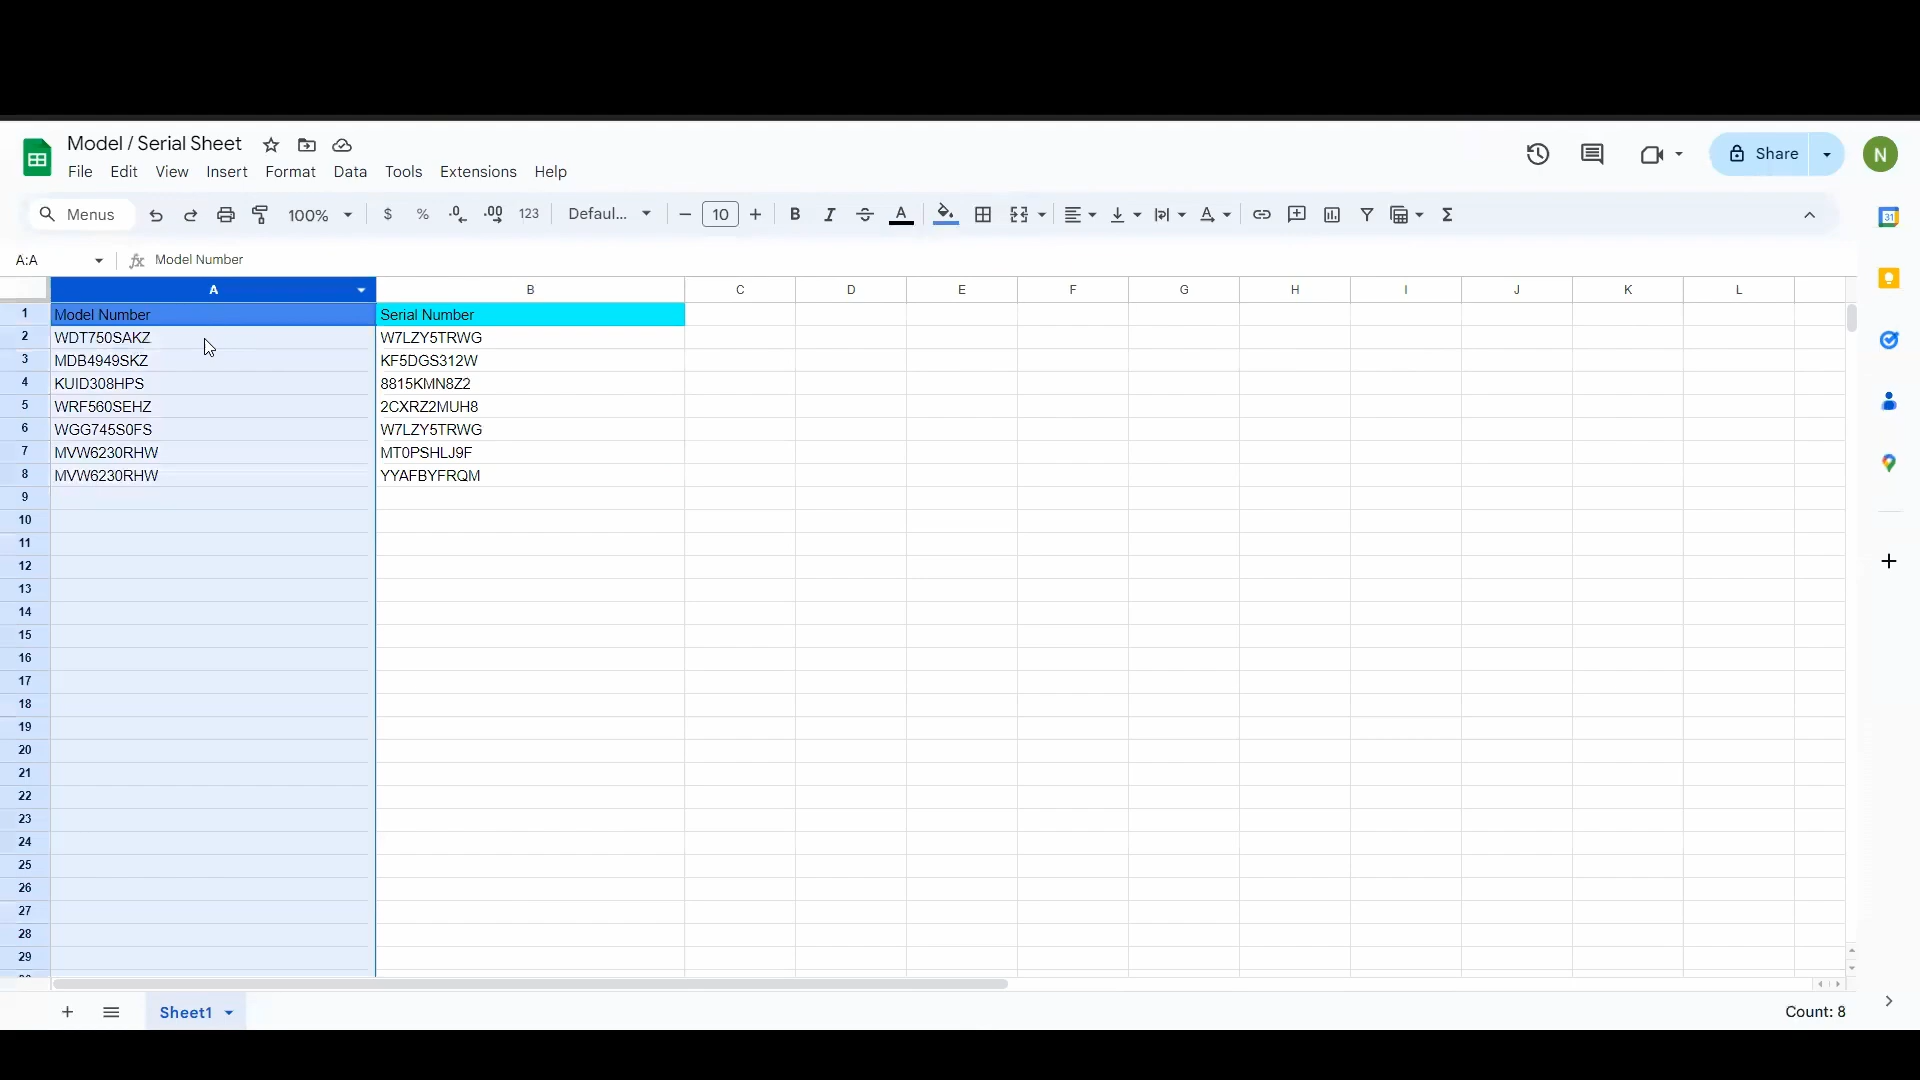 Model / Serial Sheet
File Edit View Insert Format Data Tools Extensions Help
Share
N
Menus 100% $ % .0 .00 123 Defaul... 10 B I A
31
A:A Model Number
A B C D E F G H I J K L
1 Model Number Serial Number
2 WDT750SAKZ W7LZY5TRWG
3 MDB4949SKZ KF5DGS312W
4 KUID308HPS 8815KMN8Z2
5 WRF560SEHZ 2CXRZ2MUH8
6 WGG745S0FS W7LZY5TRWG
7 MVW6230RHW MT0PSHLJ9F
8 MVW6230RHW YYAFBYFRQM
9
10
11
12
13
14
15
16
17
18
19
20
21
22
23
24
25
26
27
28
29
Sheet1 Count: 8